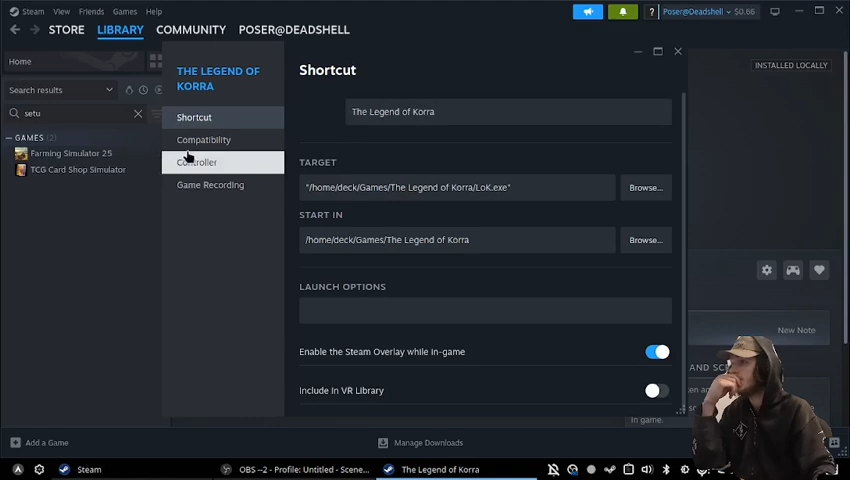 Steam View Friends Games Help
Poser@Deadshell $0.66
STORE LIBRARY COMMUNITY POSER@DEADSHELL
Home
INSTALLED LOCALLY
Search results
setu
GAMES (2)
Farming Simulator 25
TCG Card Shop Simulator
THE LEGEND OF
KORRA
Shortcut
Compatibility
Controller
Game Recording
Shortcut
The Legend of Korra
TARGET
"/home/deck/Games/The Legend of Korra/LoK.exe"
Browse...
START IN
/home/deck/Games/The Legend of Korra
Browse...
LAUNCH OPTIONS
Enable the Steam Overlay while in-game
Include in VR Library
New Note
AND SC
In game.
Add a Game
Manage Downloads
Steam
OBS --2 - Profile: Untitled - Scene...
The Legend of Korra